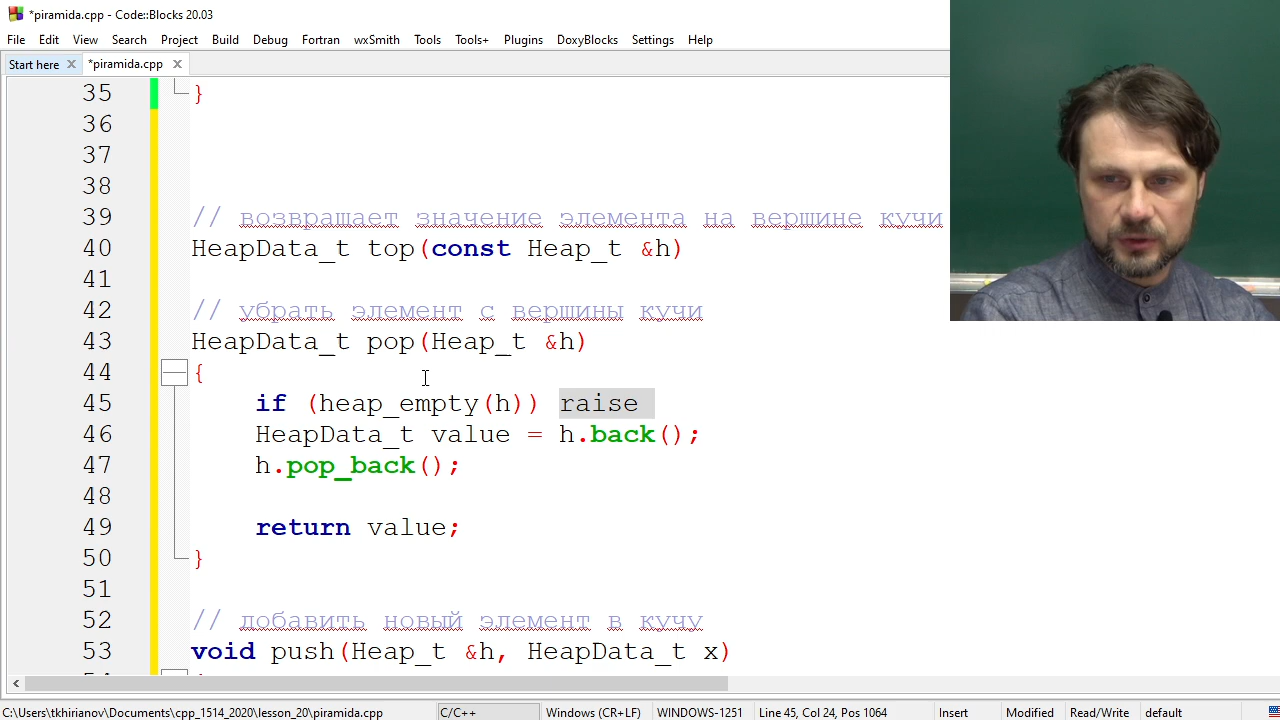 *piramida.cpp - Code::Blocks 20.03
File Edit View Search Project Build Debug Fortran wxSmith Tools Tools+ Plugins DoxyBlocks Settings Help
Start here *piramida.cpp
35 }
36
37
38
39 // возвращает значение элемента на вершине кучи
40 HeapData_t top(const Heap_t &h)
41
42 // убрать элемент с вершины кучи
43 HeapData_t pop(Heap_t &h)
44 {
45 if (heap_empty(h)) raise
46 HeapData_t value = h.back();
47 h.pop_back();
48
49 return value;
50 }
51
52 // добавить новый элемент в кучу
53 void push(Heap_t &h, HeapData_t x)
C:\Users\tkhirianov\Documents\cpp_1514_2020\lesson_20\piramida.cpp C/C++ Windows (CR+LF) WINDOWS-1251 Line 45, Col 24, Pos 1064 Insert Modified Read/Write default